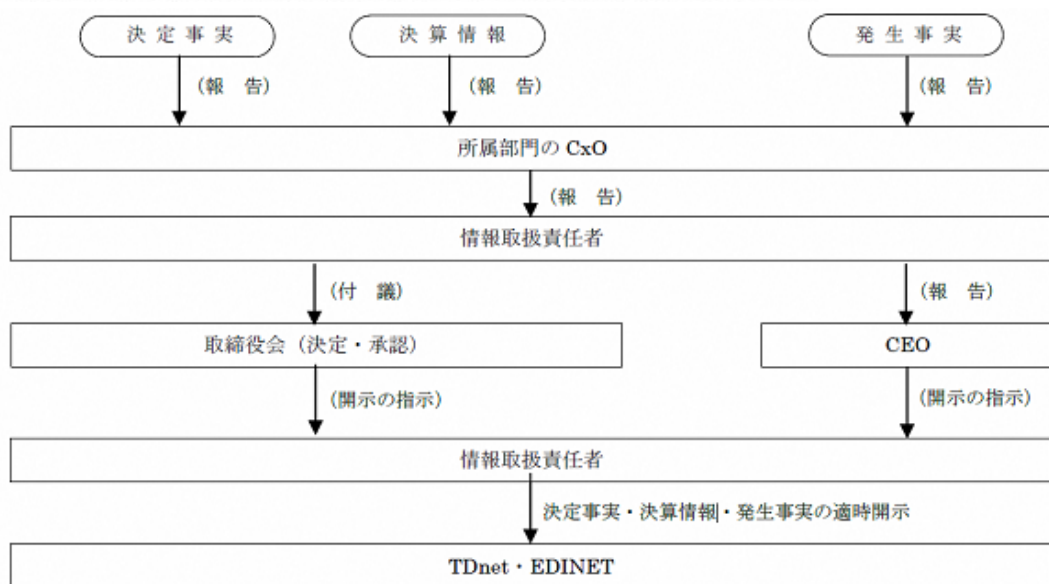 決定事実 決算情報 発生事実
(報 告) (報 告) (報 告)
所属部門の CxO
(報 告)
情報取扱責任者
(付 議) (報 告)
取締役会(決定・承認) CEO
(開示の指示) (開示の指示)
情報取扱責任者
決定事実・決算情報・発生事実の適時開示
TDnet・EDINET